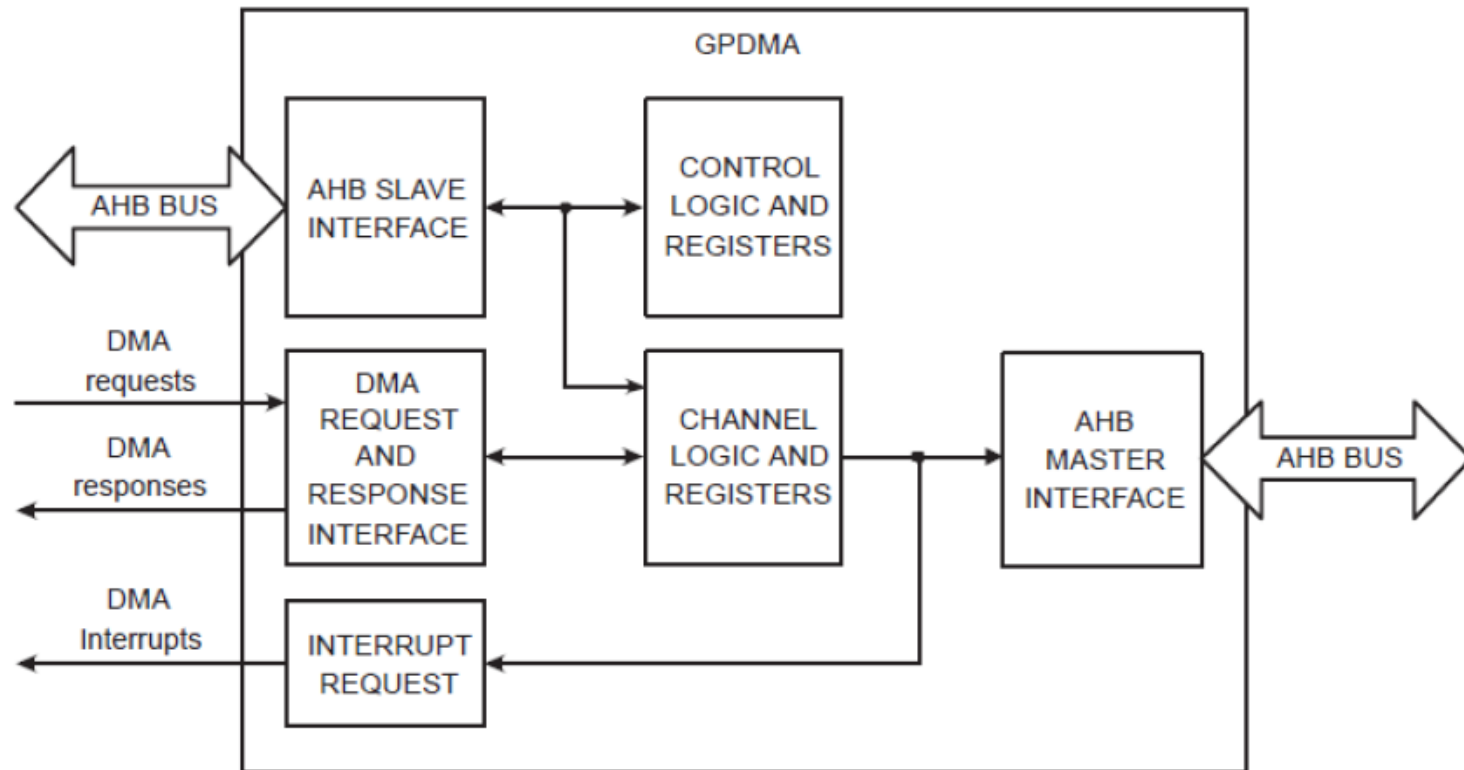 GPDMA
AHB BUS
AHB SLAVE
INTERFACE
CONTROL
LOGIC AND
REGISTERS
DMA
requests
DMA
responses
DMA
REQUEST
AND
RESPONSE
INTERFACE
CHANNEL
LOGIC AND
REGISTERS
AHB
MASTER
INTERFACE
AHB BUS
DMA
Interrupts
INTERRUPT
REQUEST